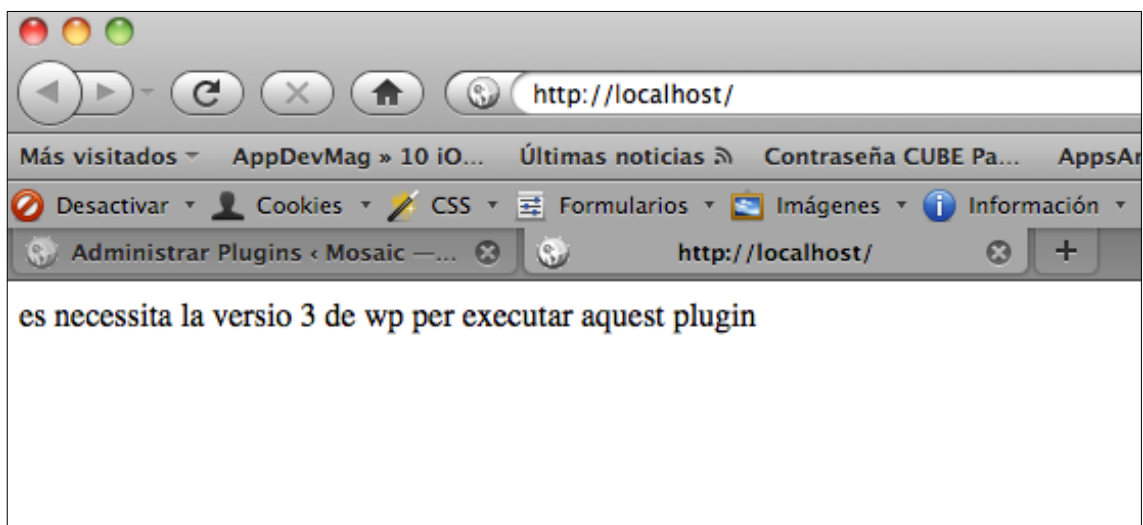 http://localhost/
Más visitados AppDevMag » 10 iO... Últimas noticias Contraseña CUBE Pa... AppsAr
Desactivar Cookies CSS Formularios Imágenes Información
Administrar Plugins ‹ Mosaic —... http://localhost/
es necessita la versio 3 de wp per executar aquest plugin